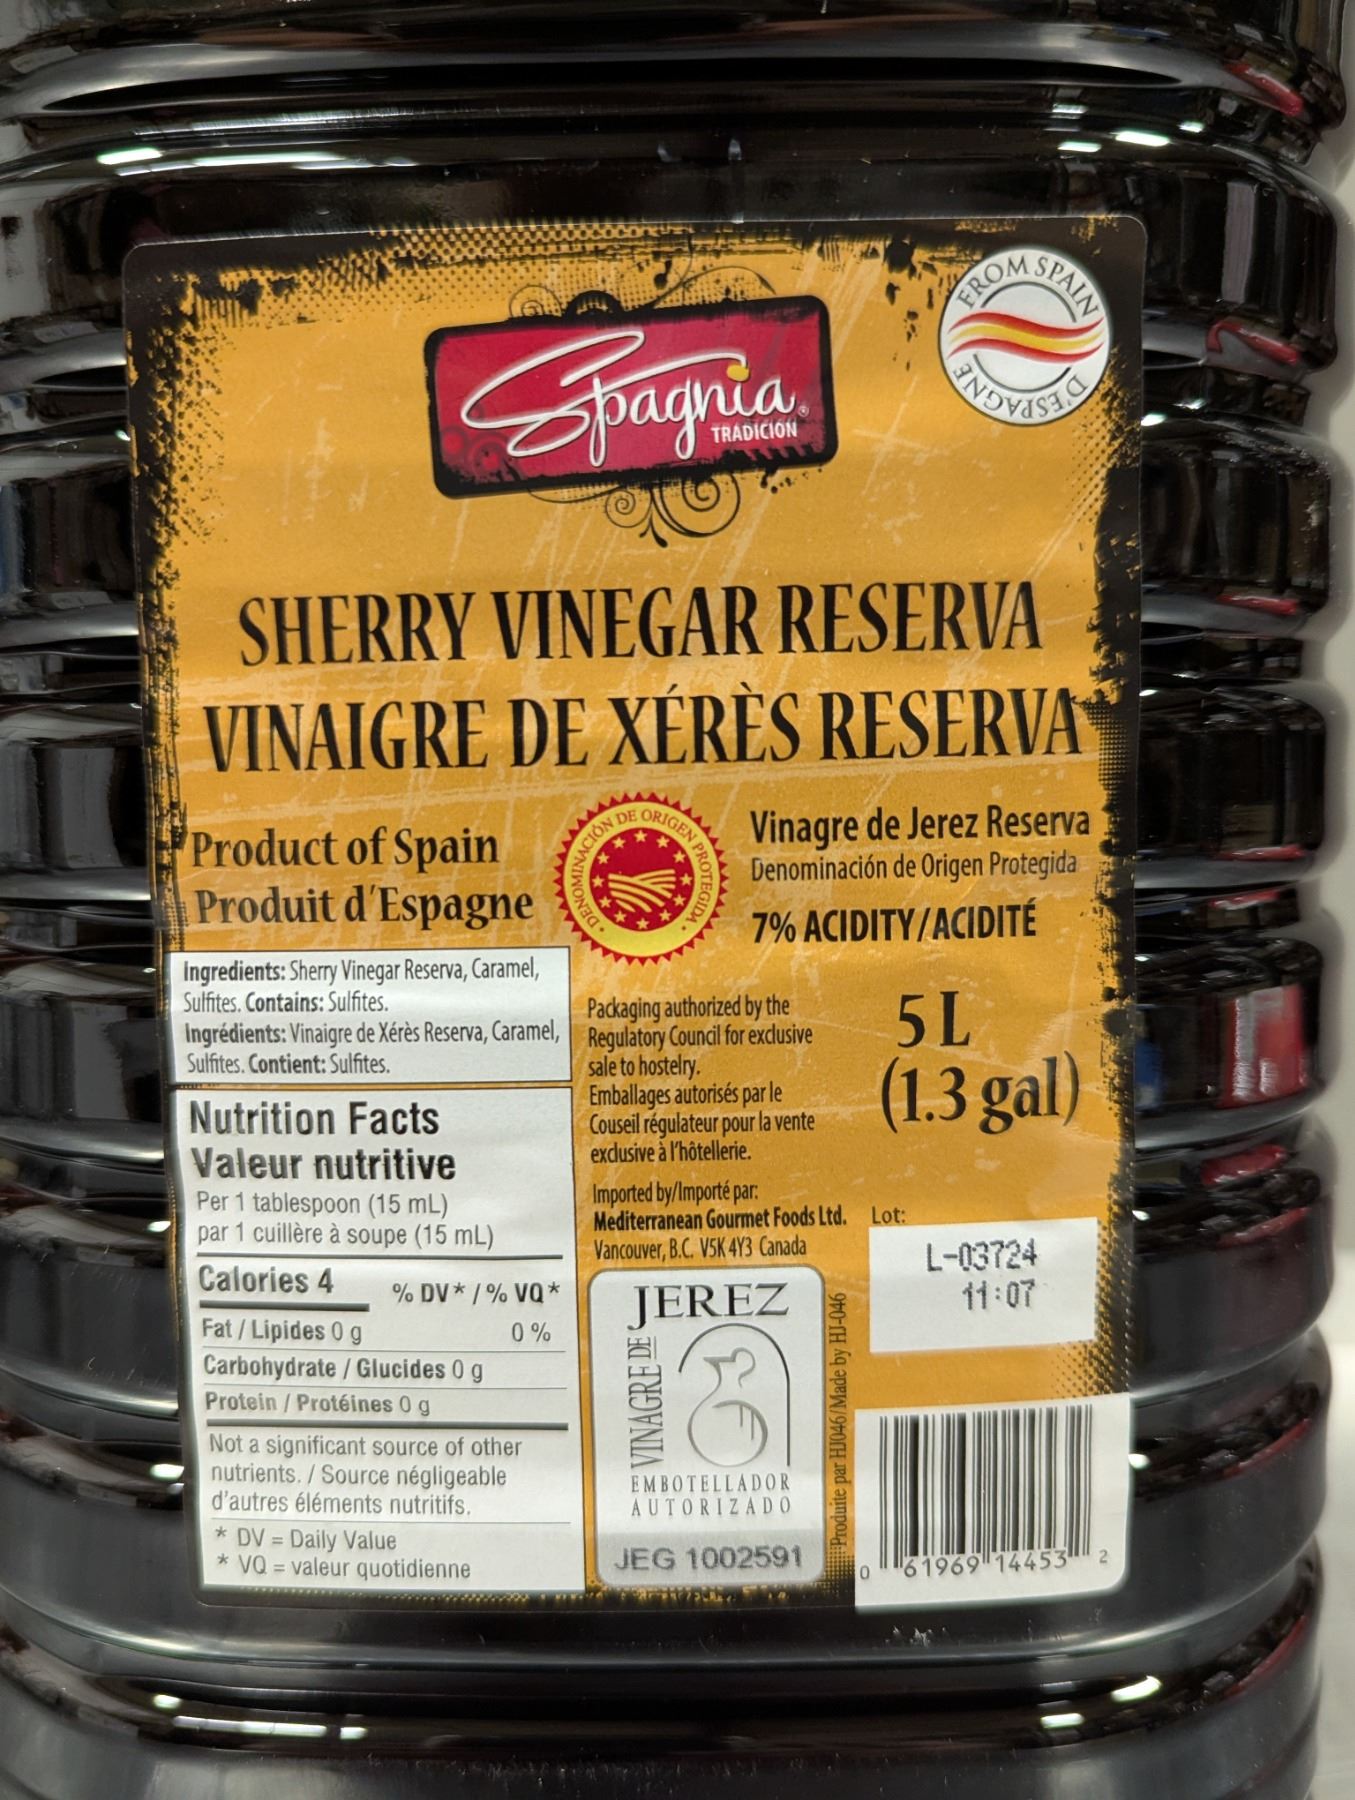 FROM SPAIN
D'ESPAGNE
Spagnia®
TRADICIÓN
SHERRY VINEGAR RESERVA
VINAIGRE DE XÉRÈS RESERVA
Product of Spain
Produit d'Espagne
DENOMINACIÓN DE ORIGEN PROTEGIDA
Vinagre de Jerez Reserva
Denominación de Origen Protegida
7% ACIDITY/ACIDITÉ
Ingredients: Sherry Vinegar Reserva, Caramel,
Sulfites. Contains: Sulfites.
Ingrédients: Vinaigre de Xérès Reserva, Caramel,
Sulfites. Contient: Sulfites.
Nutrition Facts
Valeur nutritive
Per 1 tablespoon (15 mL)
par 1 cuillère à soupe (15 mL)
Calories 4
% DV* / % VQ*
Fat / Lipides 0 g 0 %
Carbohydrate / Glucides 0 g
Protein / Protéines 0 g
Not a significant source of other
nutrients. / Source négligeable
d'autres éléments nutritifs.
* DV = Daily Value
* VQ = valeur quotidienne
Packaging authorized by the
Regulatory Council for exclusive
sale to hostelry.
Emballages autorisés par le
Couseil régulateur pour la vente
exclusive à l'hôtellerie.
Imported by/Importé par:
Mediterranean Gourmet Foods Ltd.
Vancouver, B.C. V5K 4Y3 Canada
5 L
(1.3 gal)
Lot:
L-03724
11:07
JEREZ
VINAGRE DE
EMBOTELLADOR
AUTORIZADO
JEG 1002591
Produite par HJ046/Made by HJ-046
0 61969 14453 2